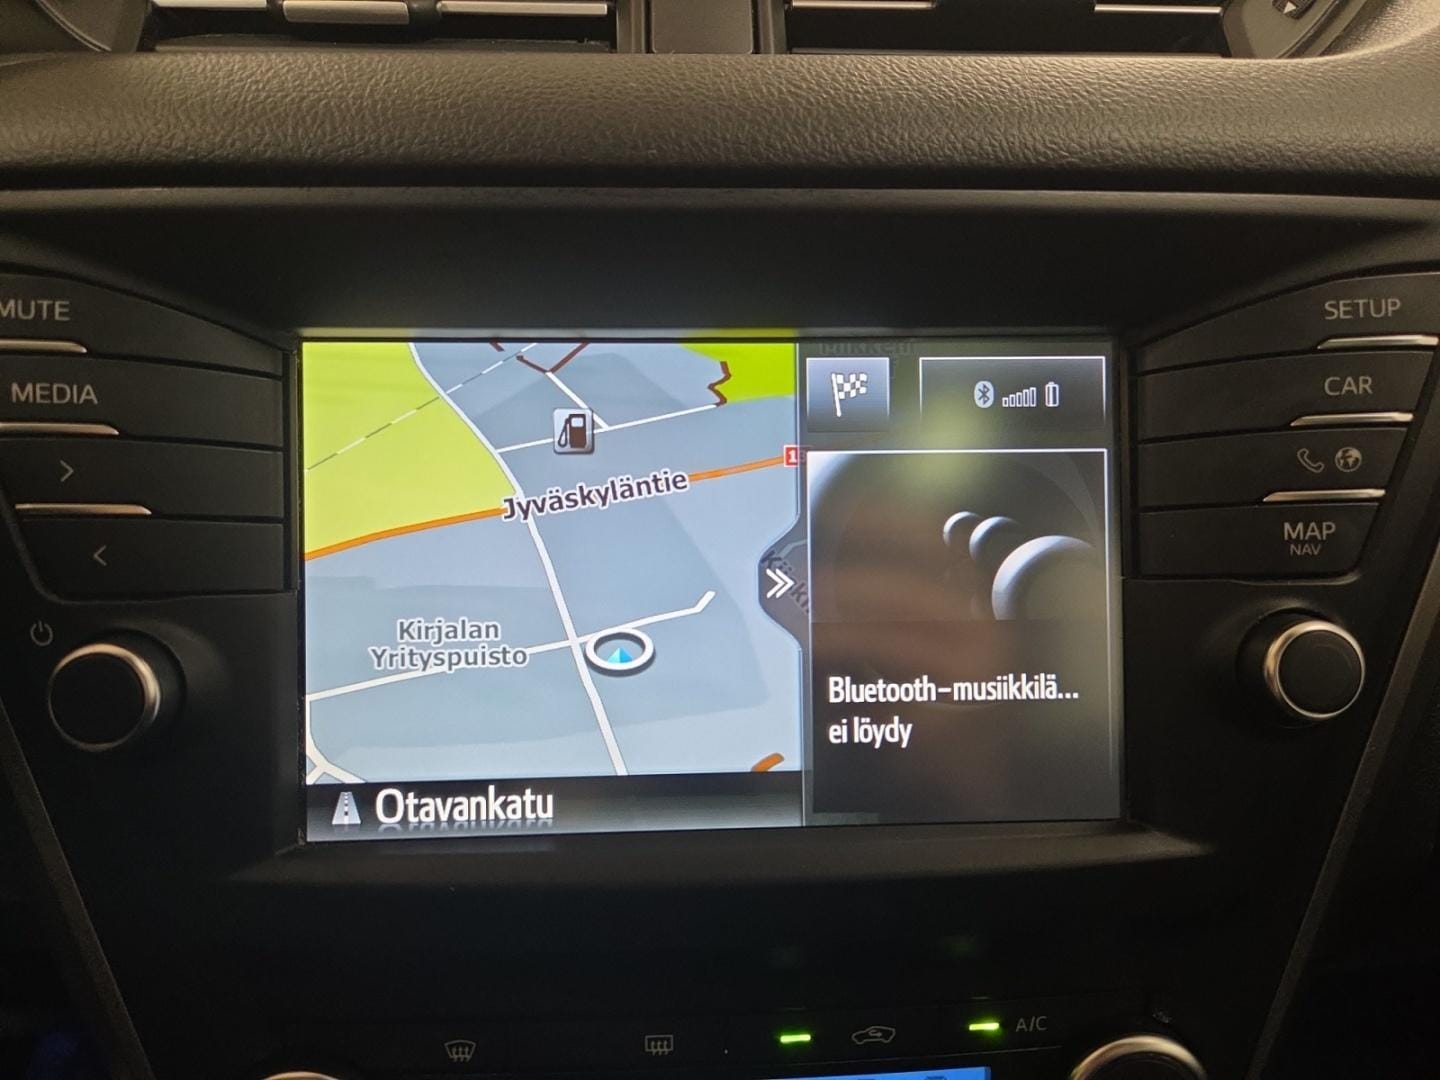 MUTE
MEDIA
SETUP
CAR
MAP
NAV
Jyväskyläntie
Kirjalan
Yrityspuisto
Otavankatu
Bluetooth-musiikkilä...
ei löydy
A/C